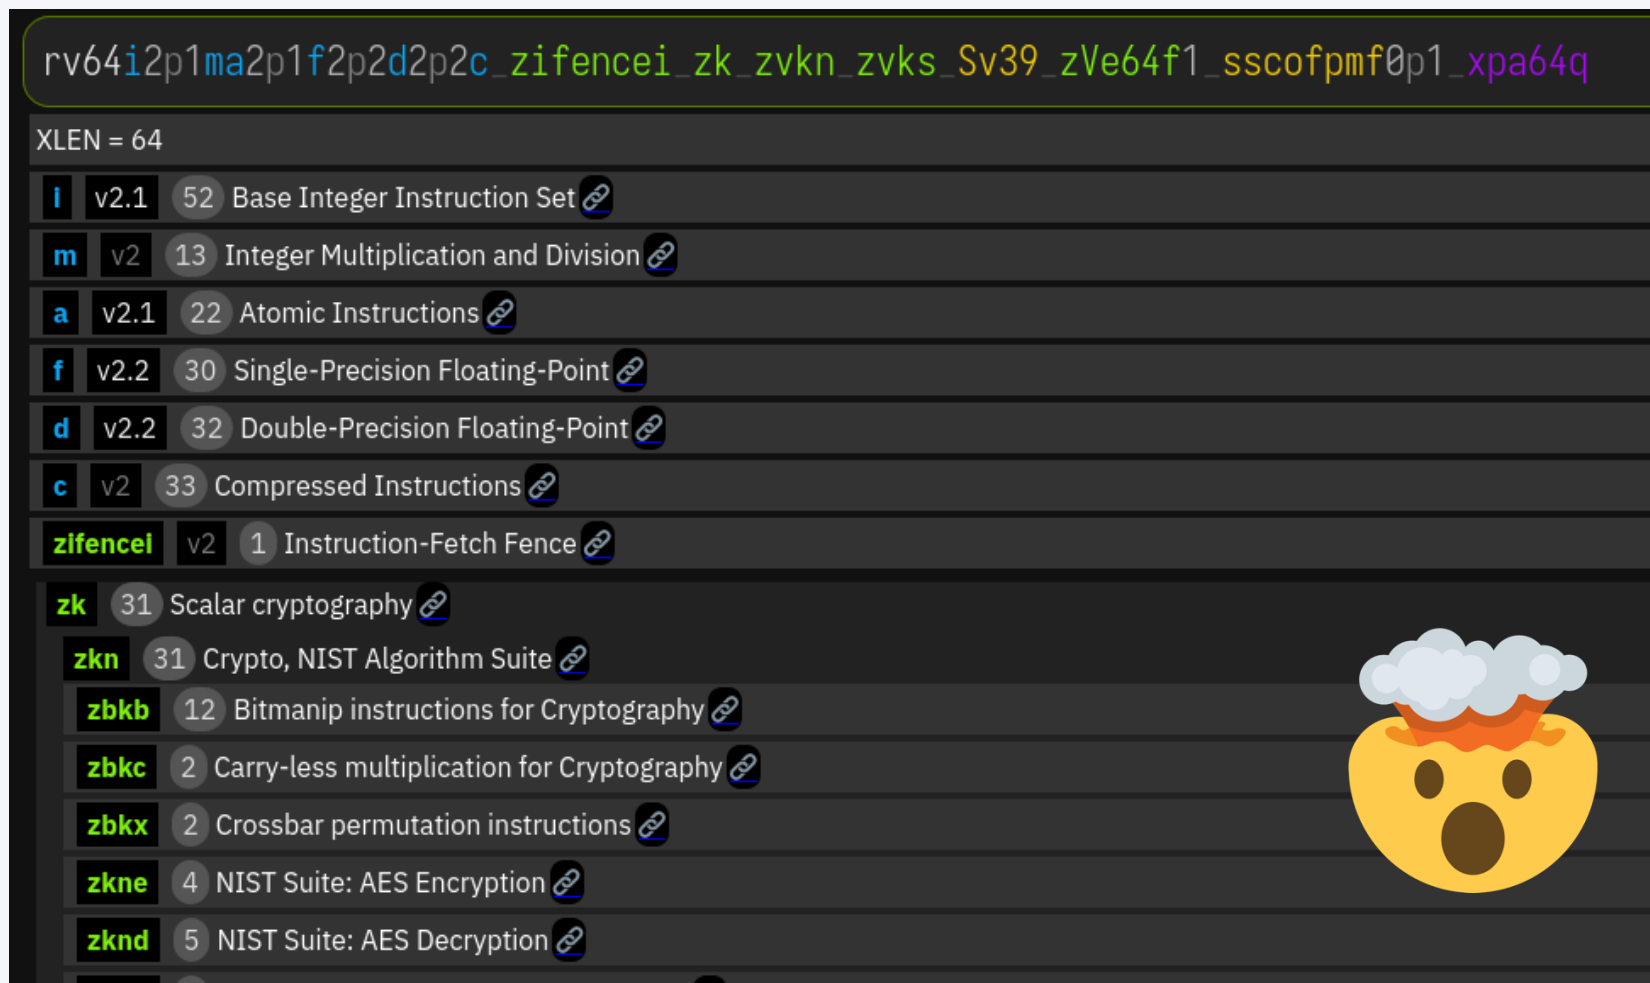 rv64i2p1ma2p1f2p2d2p2c_zifencei_zk_zvkn_zvks_Sv39_zVe64f1_sscofpmf0p1_xpa64q
XLEN = 64
i v2.1 52 Base Integer Instruction Set
m v2 13 Integer Multiplication and Division
a v2.1 22 Atomic Instructions
f v2.2 30 Single-Precision Floating-Point
d v2.2 32 Double-Precision Floating-Point
c v2 33 Compressed Instructions
zifencei v2 1 Instruction-Fetch Fence
zk 31 Scalar cryptography
zkn 31 Crypto, NIST Algorithm Suite
zbkb 12 Bitmanip instructions for Cryptography
zbkc 2 Carry-less multiplication for Cryptography
zbkx 2 Crossbar permutation instructions
zkne 4 NIST Suite: AES Encryption
zknd 5 NIST Suite: AES Decryption